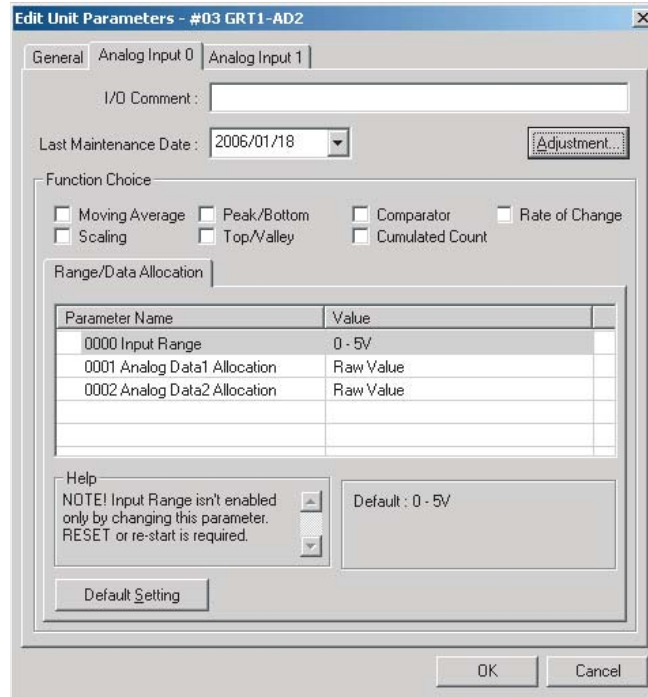 Edit Unit Parameters - #03 GRT1-AD2
General Analog Input 0 Analog Input 1
I/O Comment :
Last Maintenance Date : 2006/01/18 Adjustment...
Function Choice
Moving Average Peak/Bottom Comparator Rate of Change
Scaling Top/Valley Cumulated Count
Range/Data Allocation
Parameter Name Value
0000 Input Range 0 - 5V
0001 Analog Data1 Allocation Raw Value
0002 Analog Data2 Allocation Raw Value
Help
NOTE! Input Range isn't enabled
only by changing this parameter.
RESET or re-start is required.
Default : 0 - 5V
Default Setting
OK Cancel